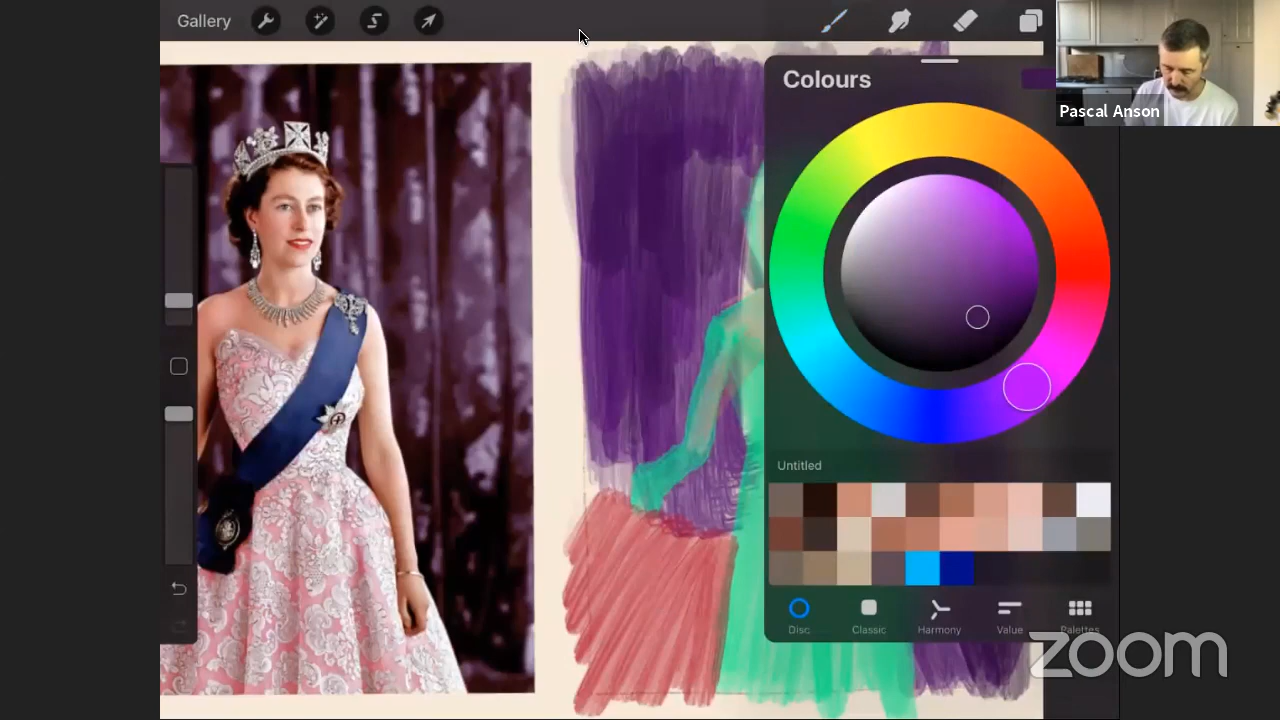 Gallery
Colours
Pascal Anson
Untitled
Disc
Classic
Harmony
Value
Palettes
zoom